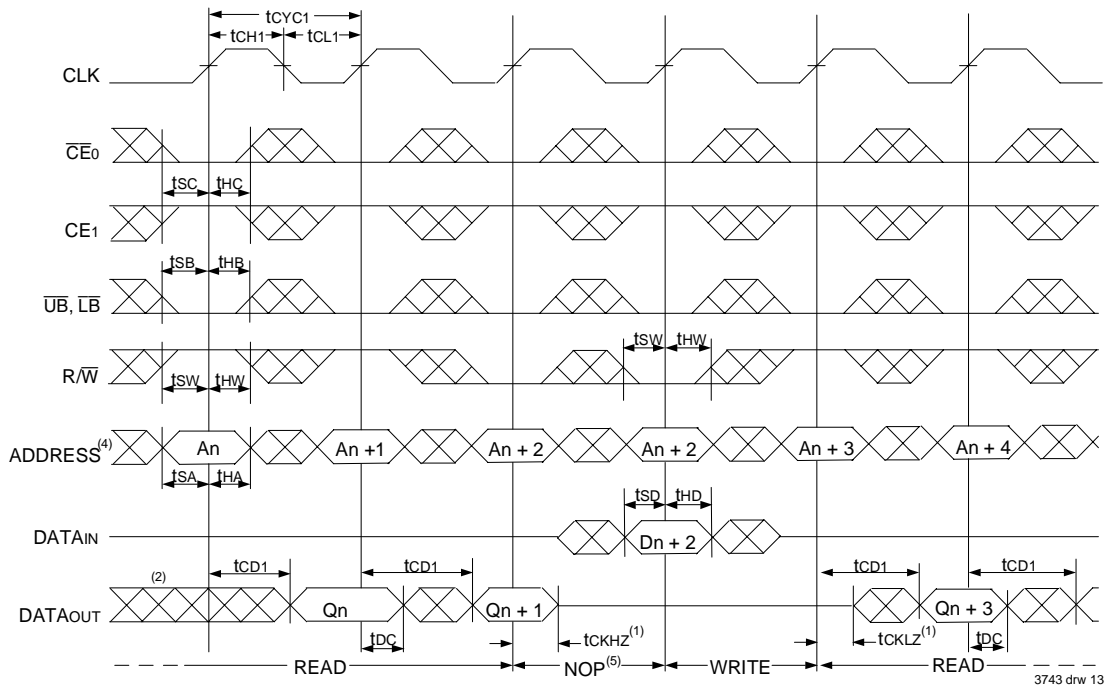 tCYC1
tCH1 tCL1
CLK
CE0
tSC tHC
CE1
tSB tHB
UB, LB
tSW tHW
R/W
tSW tHW
ADDRESS(4) An An +1 An + 2 An + 2 An + 3 An + 4
tSA tHA
tSD tHD
DATAIN Dn + 2
(2) tCD1 tCD1 tCD1 tCD1
DATAOUT Qn Qn + 1 Qn + 3
tDC tCKHZ(1) tCKLZ(1) tDC
READ NOP(5) WRITE READ
3743 drw 13